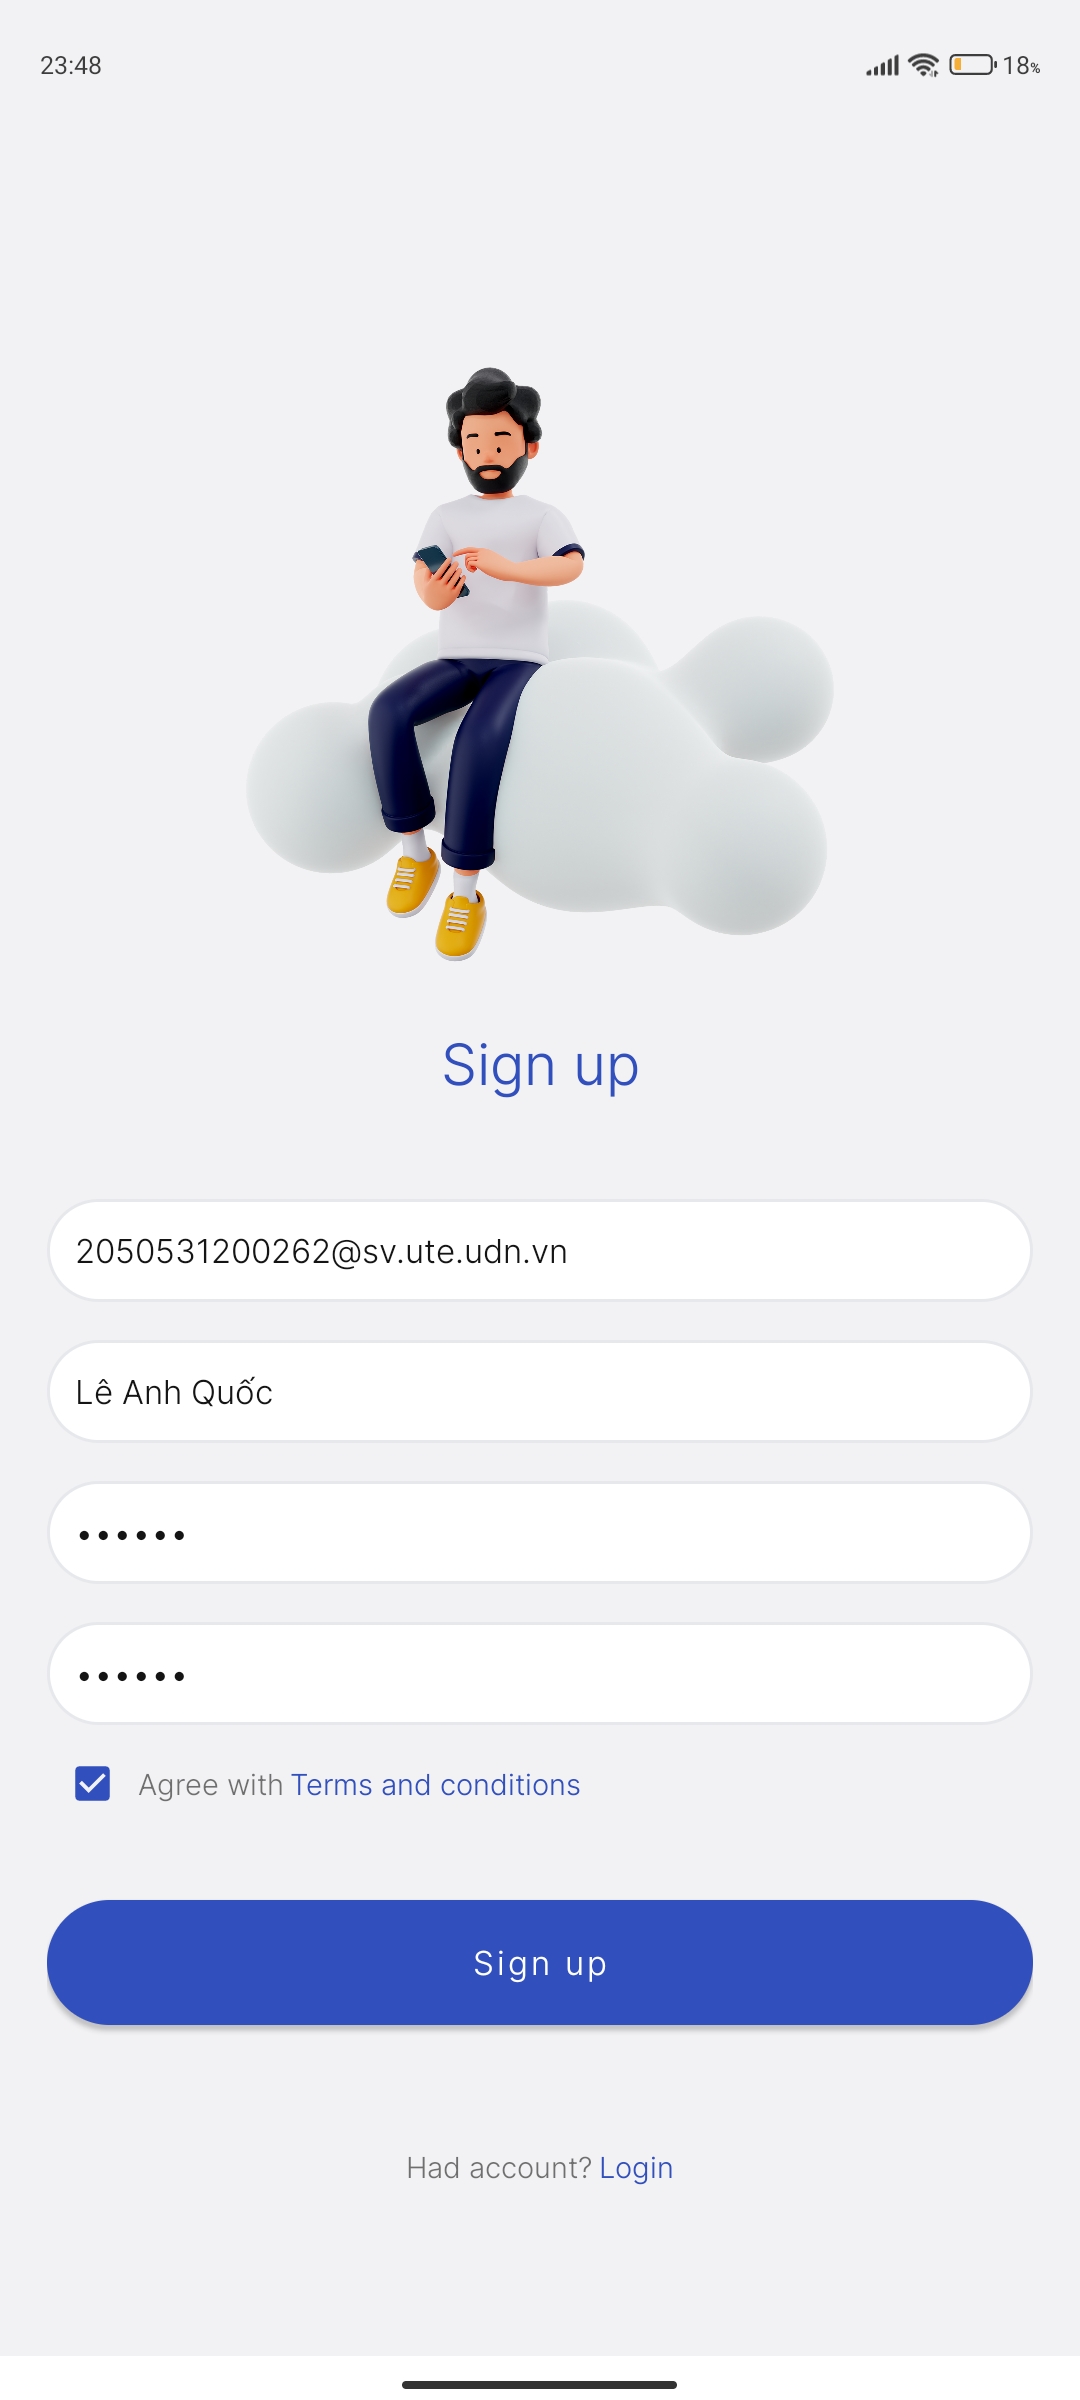 23:48 18%
Sign up
2050531200262@sv.ute.udn.vn
Lê Anh Quốc
••••••
••••••
Agree with Terms and conditions
Sign up
Had account? Login